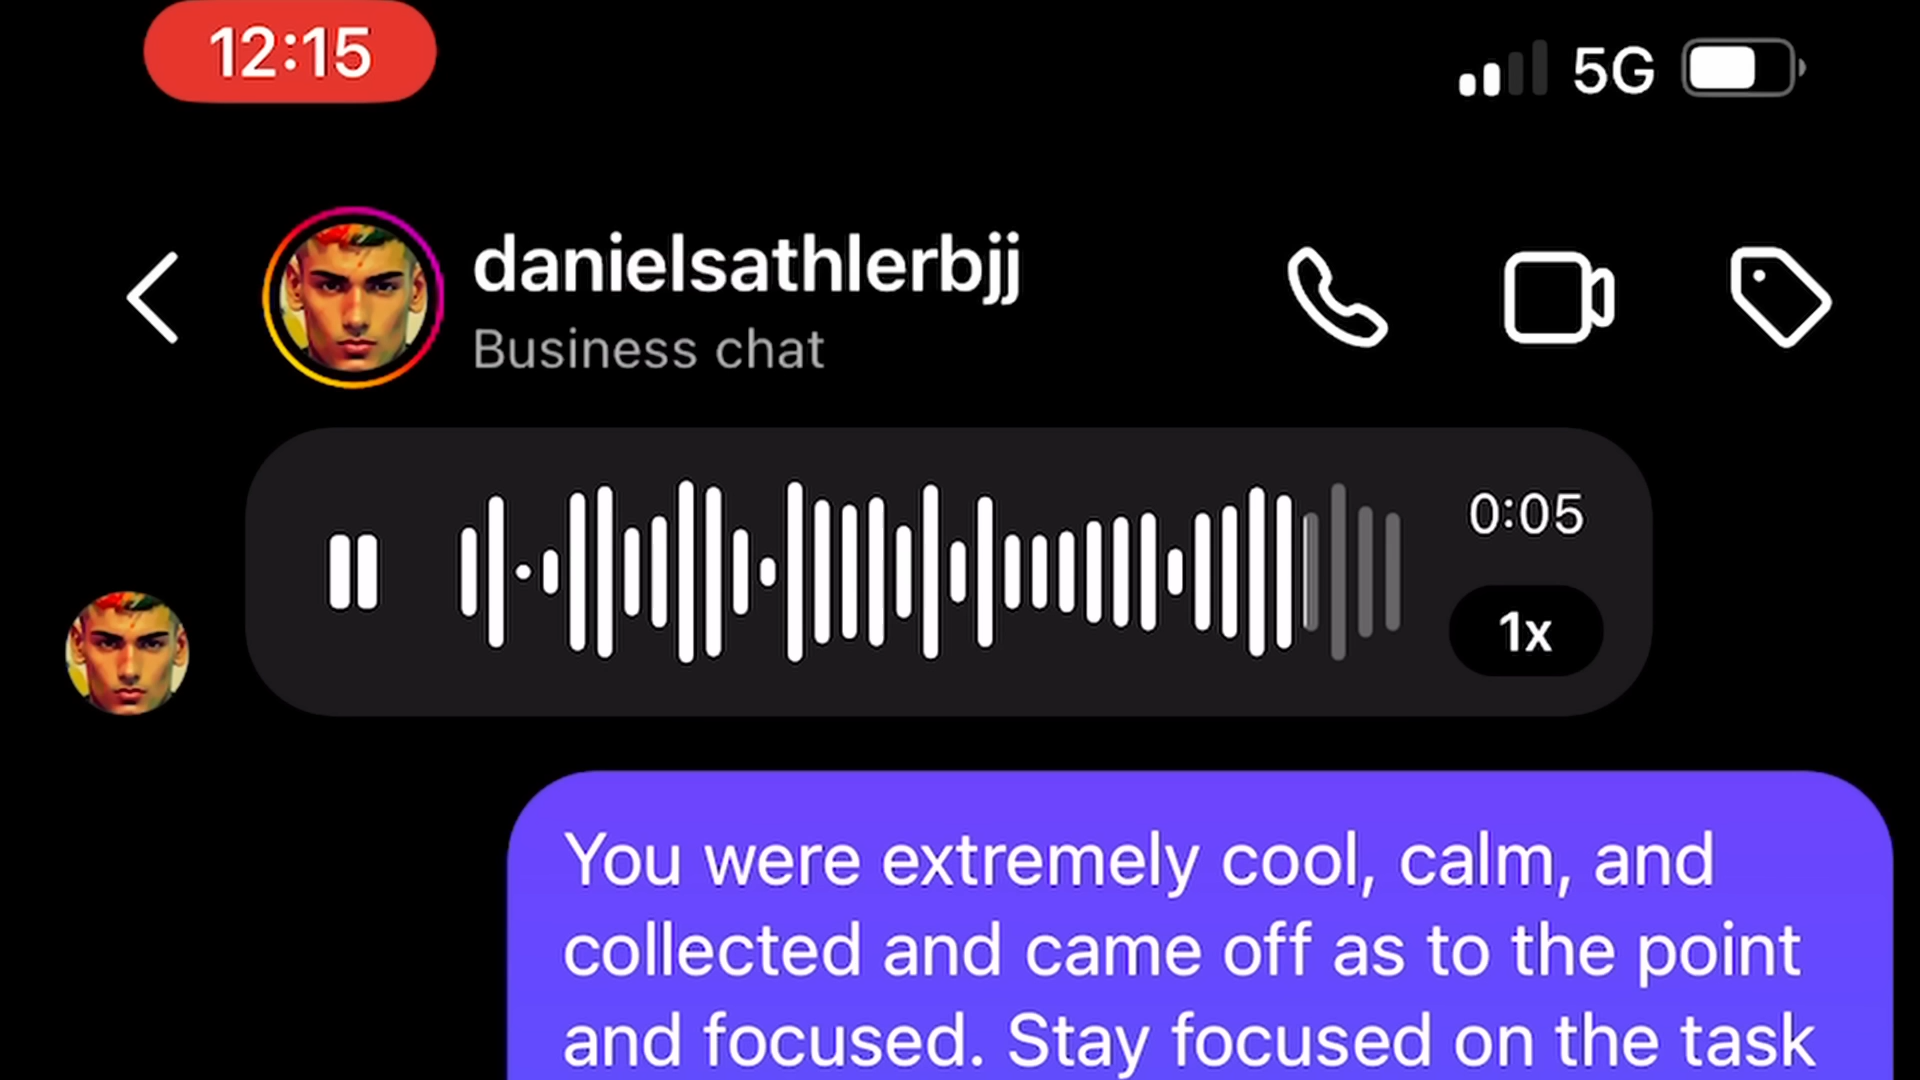 12:15
5G
danielsathlerbjj
Business chat
0:05
1x
You were extremely cool, calm, and
collected and came off as to the point
and focused. Stay focused on the task